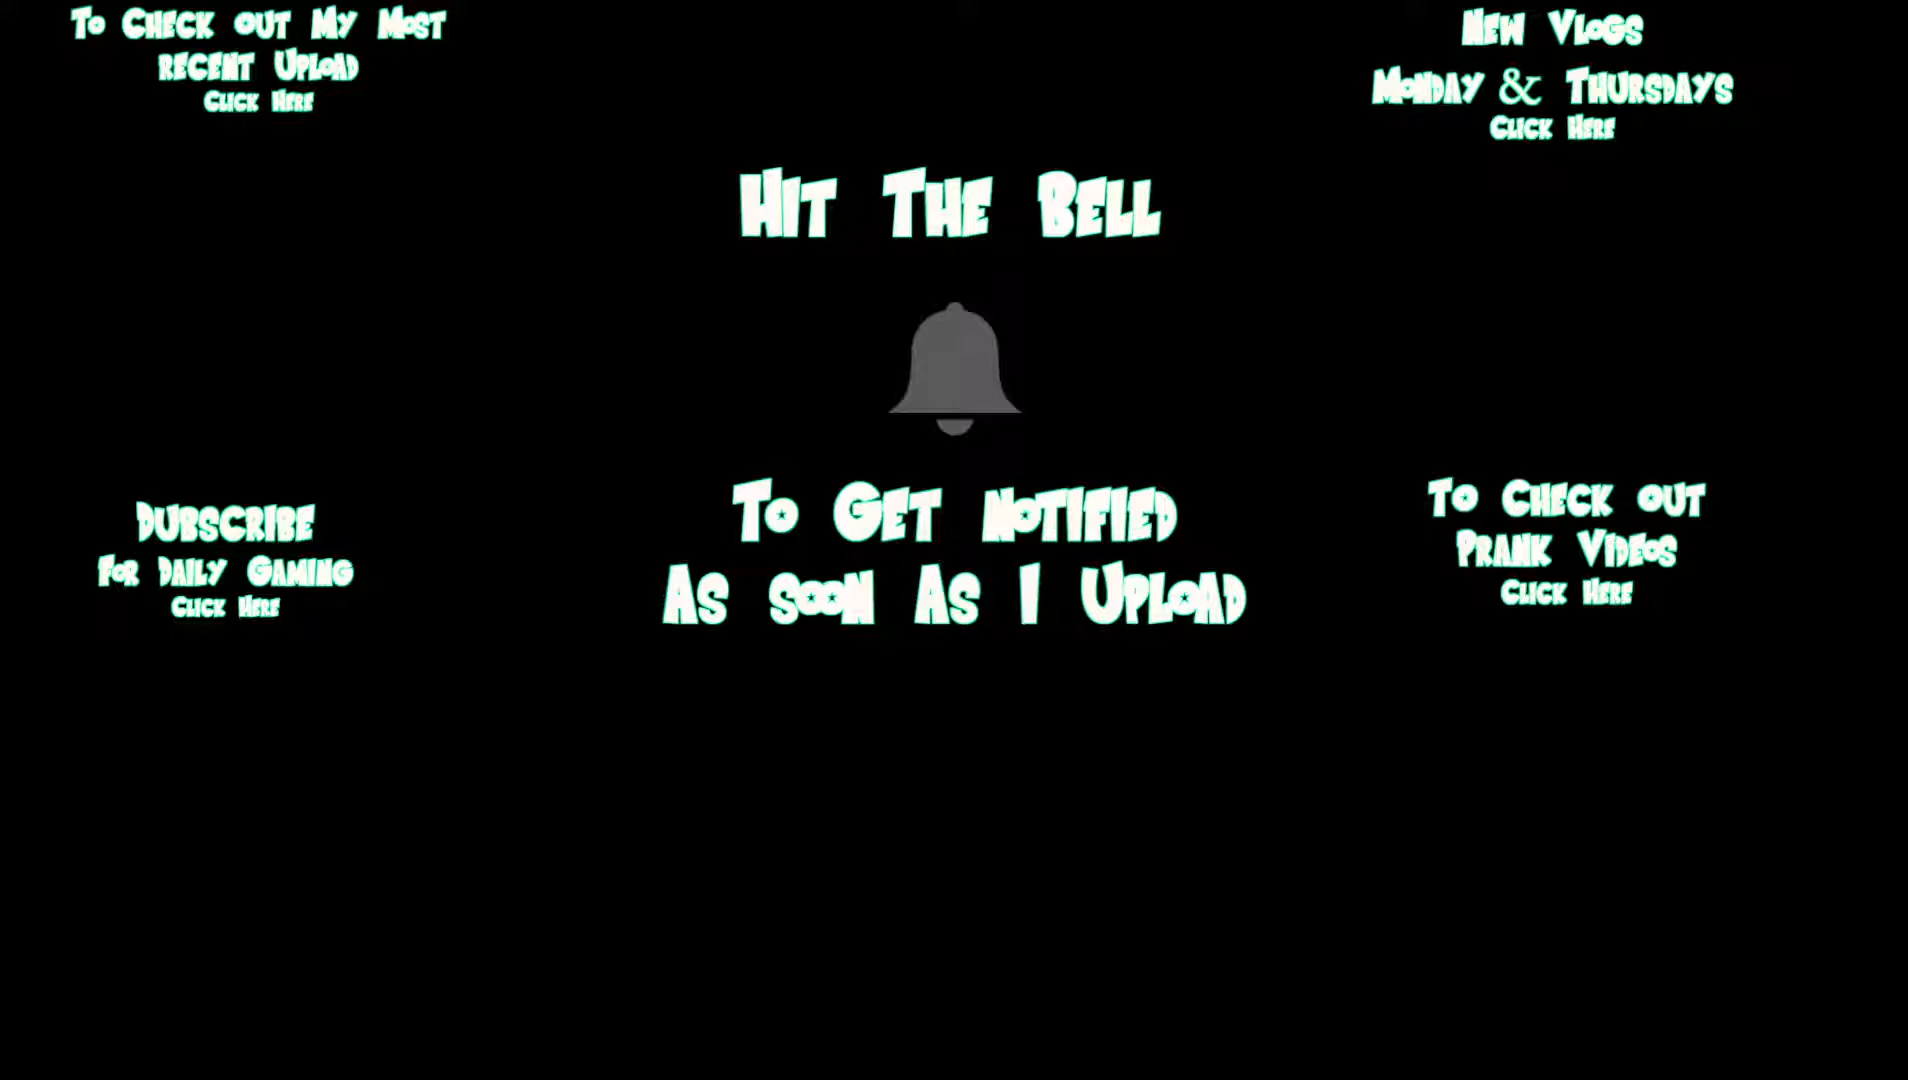 To Check out My Most
recent Upload
Click Here
New Vlogs
Monday & Thursdays
Click Here
Hit The Bell
To Get notified
As soon As I Upload
Dubscribe
For Daily Gaming
Click Here
To Check out
Prank Videos
Click Here